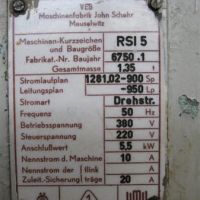 VEB
Maschinenfabrik John Schehr
Meuselwitz
Maschinen-Kurzzeichen und Baugröße RSI 5
Fabrikat.-Nr. Baujahr 6750.1
Gesamtmasse 1,35 t
Stromlaufplan 1281.02-900 Sp
Leitungsplan -950 Lp
Stromart Drehstr.
Frequenz 50 Hz
Betriebsspannung 380 V
Steuerspannung 220 V
Anschlußwert 5,5 kW
Nennstrom d. Maschine 10 A
Nennstrom der A
Zuleit.-Sicherung träge 20 A